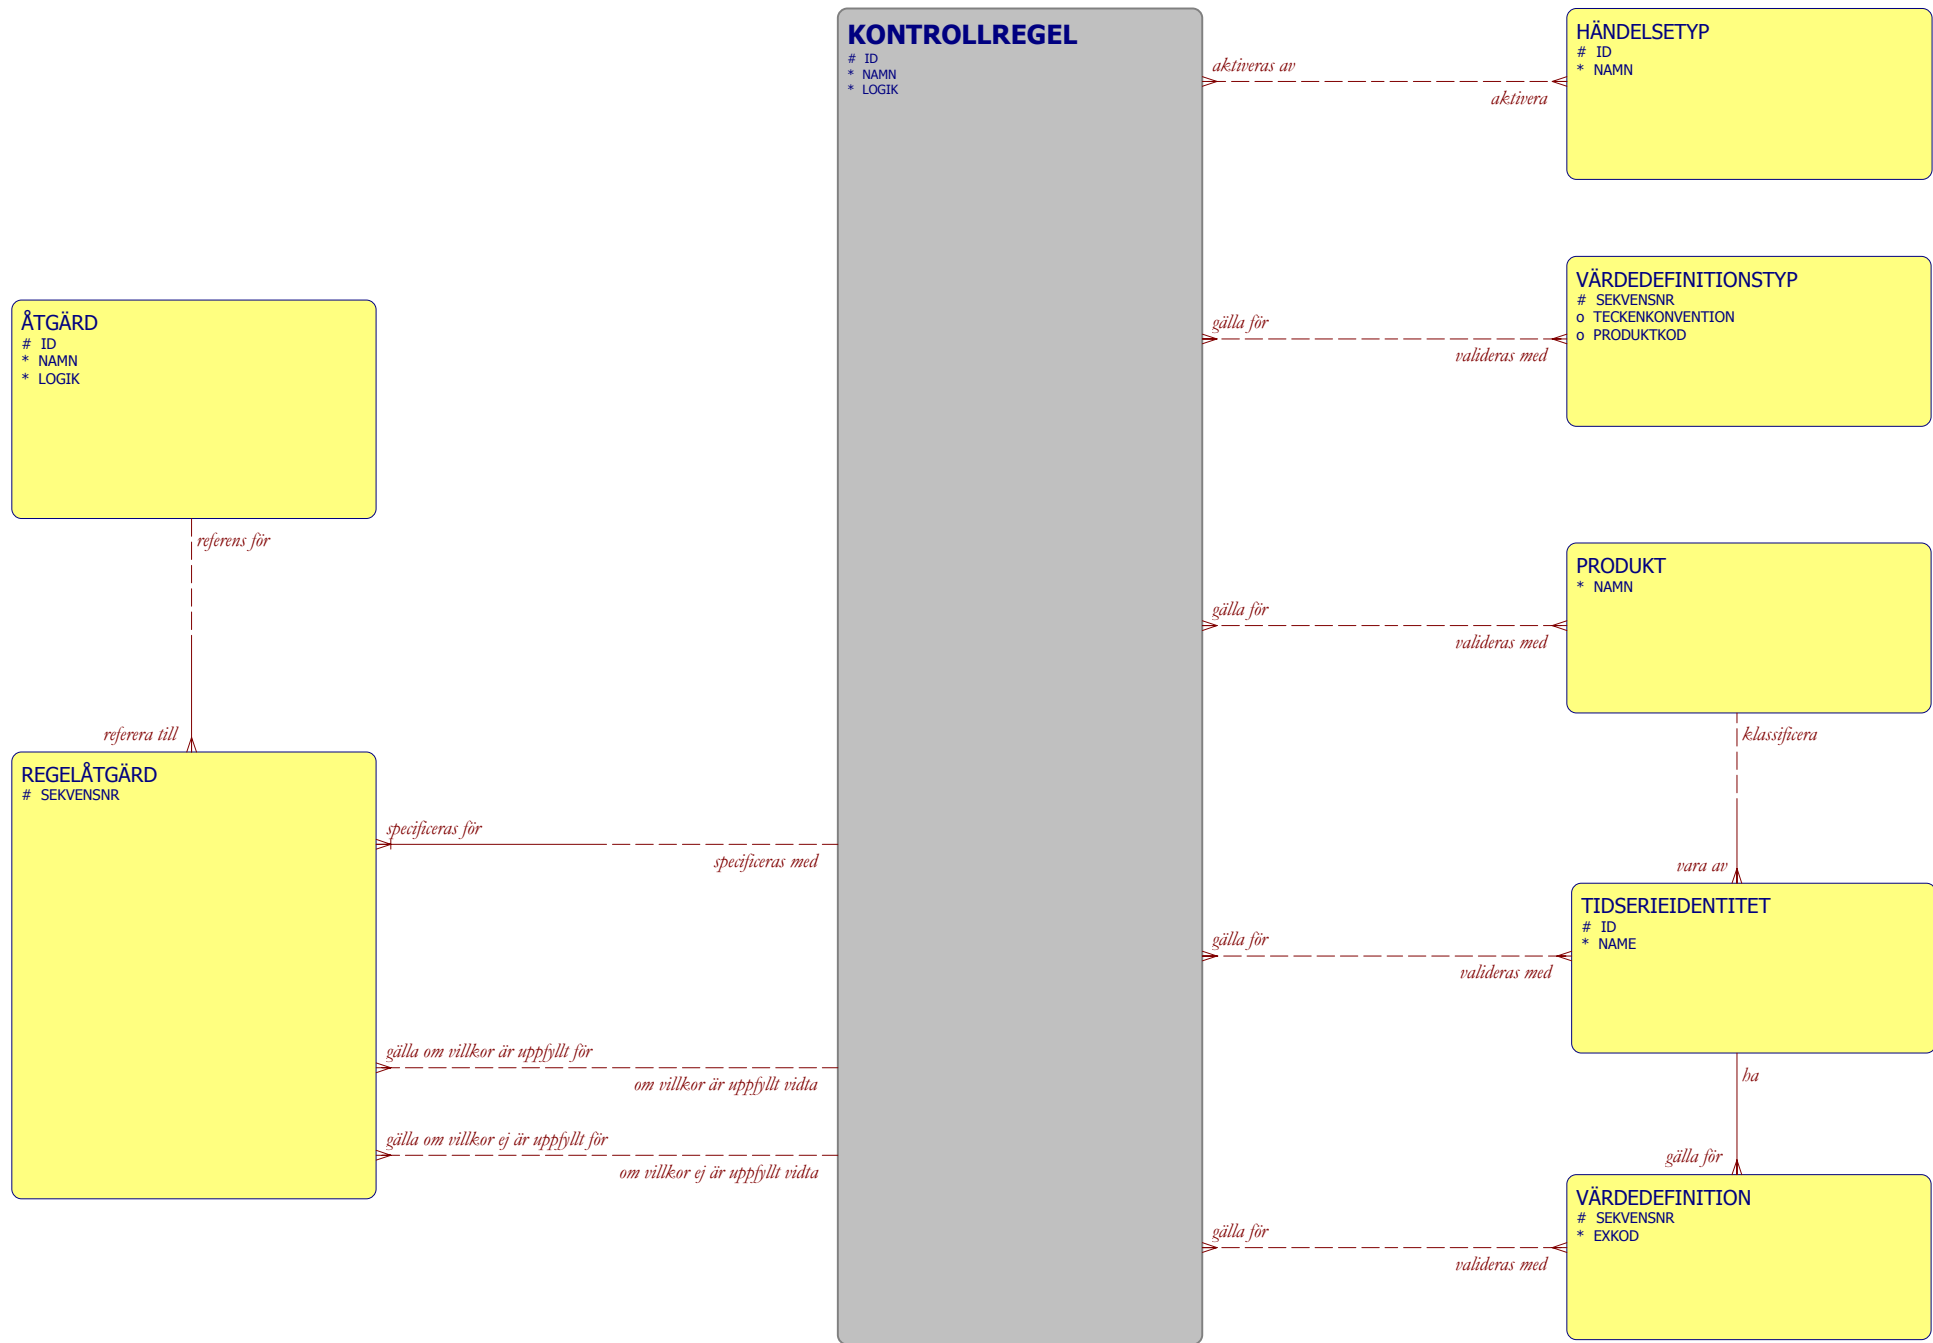 KONTROLLREGEL
# ID
* NAMN
* LOGIK
HÄNDELSETYP
# ID
* NAMN
aktiveras av
aktivera
VÄRDEDEFINITIONSTYP
# SEKVENSNR
o TECKENKONVENTION
o PRODUKTKOD
gälla för
valideras med
ÅTGÄRD
# ID
* NAMN
* LOGIK
referens för
referera till
PRODUKT
* NAMN
gälla för
valideras med
klassificera
vara av
REGELÅTGÄRD
# SEKVENSNR
specificeras för
specificeras med
TIDSERIEIDENTITET
# ID
* NAME
gälla för
valideras med
gälla om villkor är uppfyllt för
om villkor är uppfyllt vidta
gälla om villkor ej är uppfyllt för
om villkor ej är uppfyllt vidta
ha
gälla för
VÄRDEDEFINITION
# SEKVENSNR
* EXKOD
gälla för
valideras med